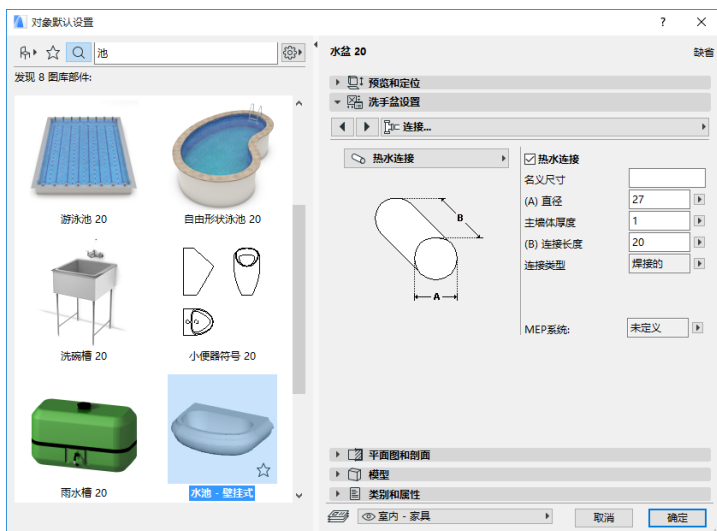 对象默认设置
池
发现 8 图库部件:
游泳池 20
自由形状泳池 20
洗碗槽 20
小便器符号 20
雨水槽 20
水池 - 壁挂式
水盆 20
缺省
预览和定位
洗手盆设置
连接...
热水连接
B
A
热水连接
名义尺寸
(A) 直径
27
主墙体厚度
1
(B) 连接长度
20
连接类型
焊接的
MEP系统:
未定义
平面图和剖面
模型
类别和属性
室内 - 家具
取消
确定